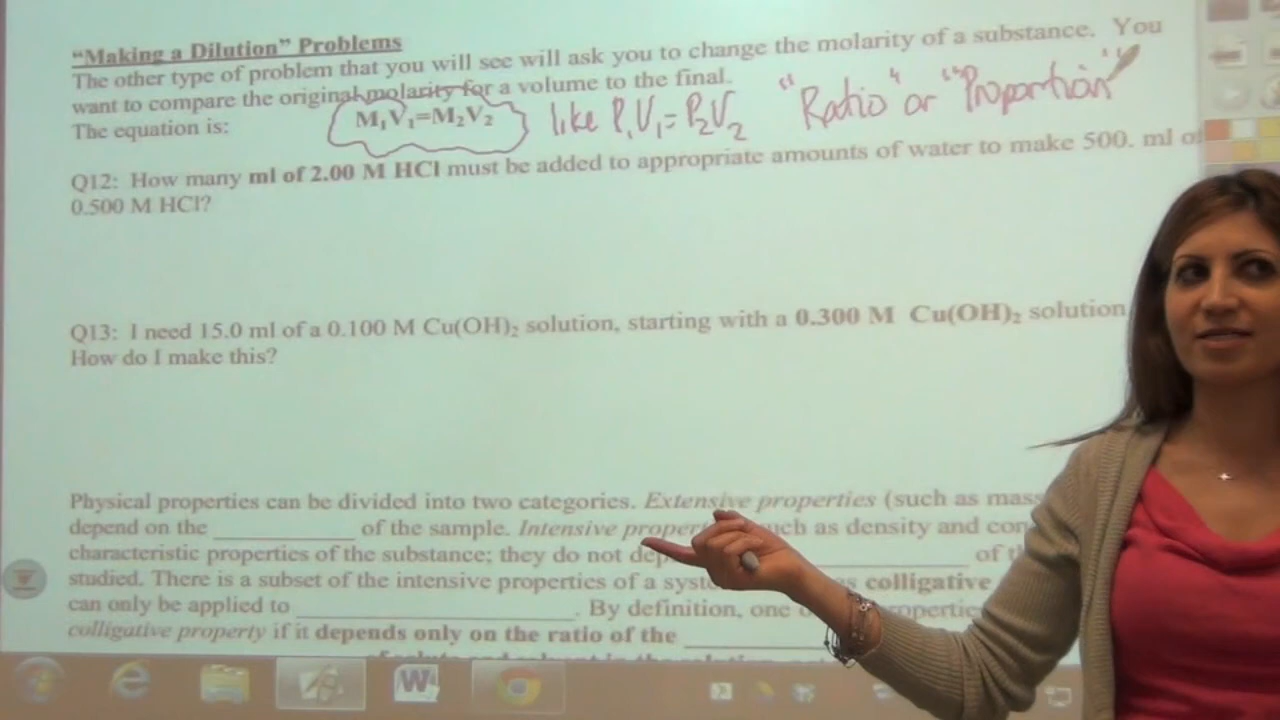 “Making a Dilution” Problems
The other type of problem that you will see will ask you to change the molarity of a substance. You
want to compare the original molarity for a volume to the final.
The equation is: M₁V₁=M₂V₂ like P₁V₁=P₂V₂ "Ratio" or "Proportion"
Q12: How many ml of 2.00 M HCl must be added to appropriate amounts of water to make 500. ml of
0.500 M HCl?
Q13: I need 15.0 ml of a 0.100 M Cu(OH)₂ solution, starting with a 0.300 M Cu(OH)₂ solution
How do I make this?
Physical properties can be divided into two categories. Extensive properties (such as mass
depend on the ____________ of the sample. Intensive as density and
characteristic properties of the substance; they do not ____________ of
studied. There is a subset of the intensive properties of a colligative
can only be applied to ____________. By definition, one
colligative property if it depends only on the ratio of the ____________